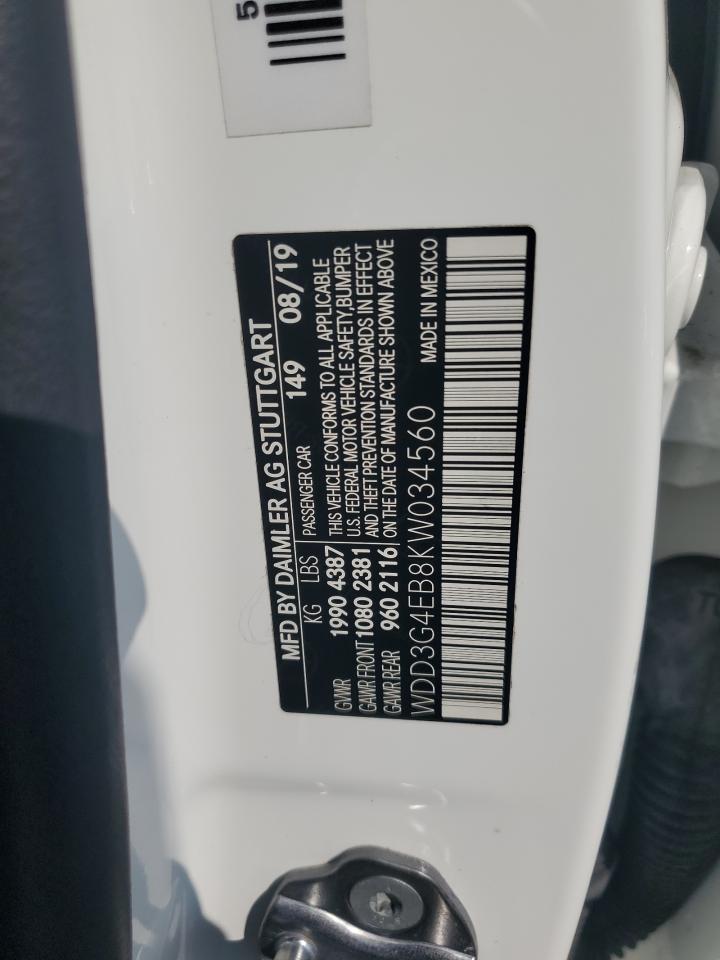 5
MFD BY DAIMLER AG STUTTGART
KG LBS PASSENGER CAR 149 08/19
GVWR 1990 4387 THIS VEHICLE CONFORMS TO ALL APPLICABLE
U.S. FEDERAL MOTOR VEHICLE SAFETY,BUMPER
GAWR FRONT 1080 2381 AND THEFT PREVENTION STANDARDS IN EFFECT
GAWR REAR 960 2116 ON THE DATE OF MANUFACTURE SHOWN ABOVE
WDD3G4EB8KW034560 MADE IN MEXICO